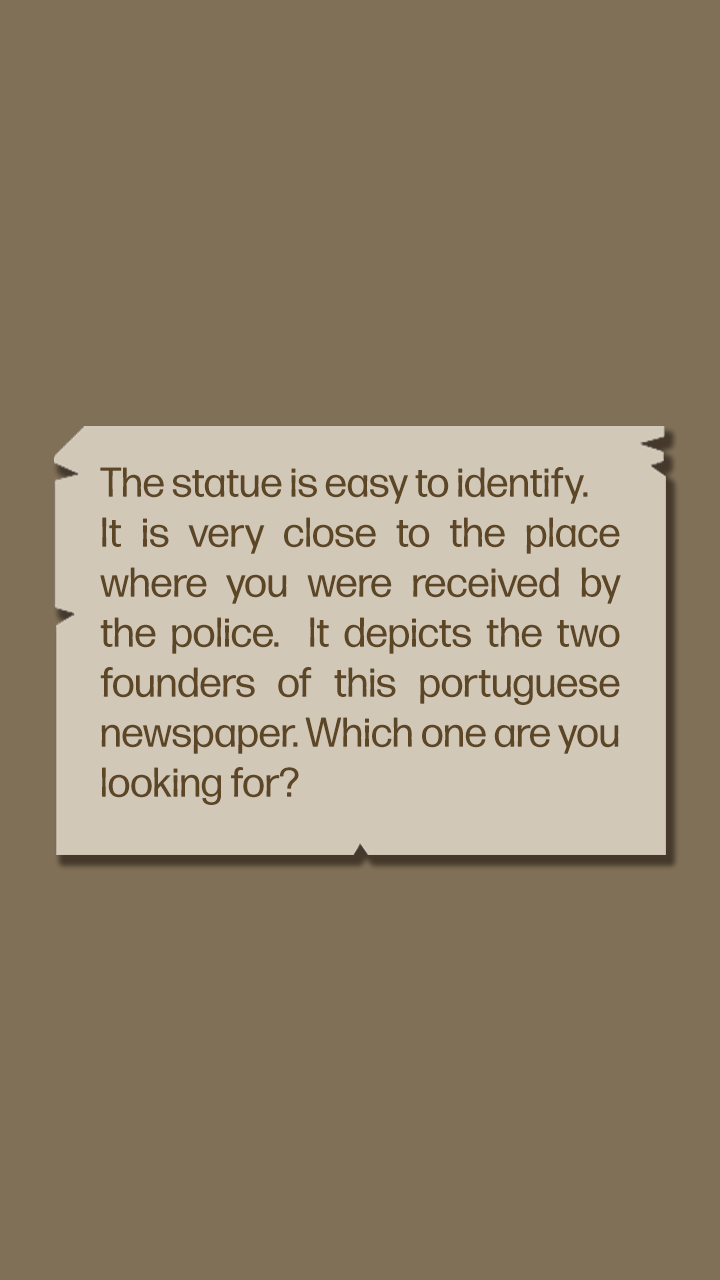 The statue is easy to identify.
It is very close to the place
where you were received by
the police. It depicts the two
founders of this portuguese
newspaper. Which one are you
looking for?